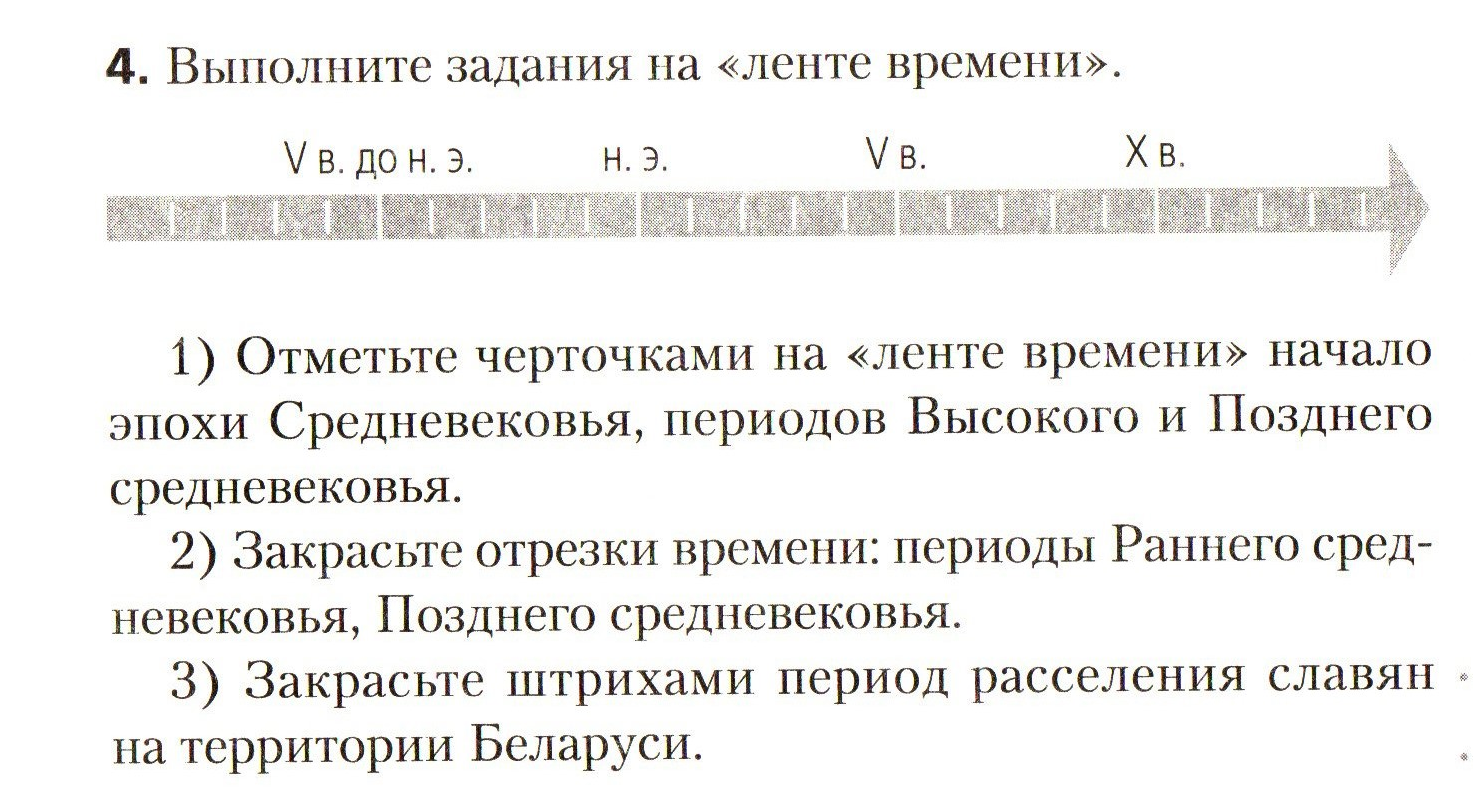 4. Выполните задания на «ленте времени».
V в. до н. э. н. э. V в. X в.
1) Отметьте черточками на «ленте времени» начало
эпохи Средневековья, периодов Высокого и Позднего
средневековья.
2) Закрасьте отрезки времени: периоды Раннего сред-
невековья, Позднего средневековья.
3) Закрасьте штрихами период расселения славян
на территории Беларуси.